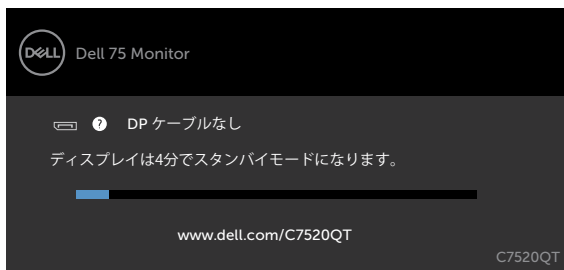 DELL
Dell 75 Monitor
? DP ケーブルなし
ディスプレイは4分でスタンバイモードになります。
www.dell.com/C7520QT
C7520QT